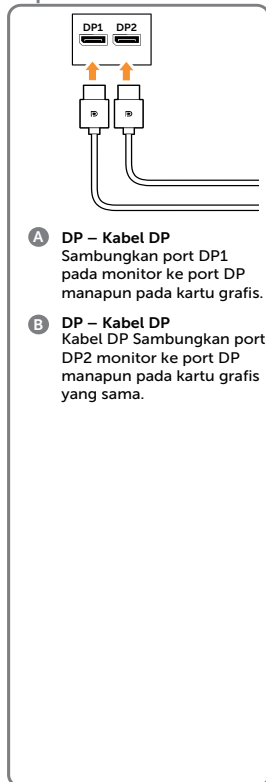 DP1 DP2
A DP – Kabel DP
Sambungkan port DP1
pada monitor ke port DP
manapun pada kartu grafis.
B DP – Kabel DP
Kabel DP Sambungkan port
DP2 monitor ke port DP
manapun pada kartu grafis
yang sama.